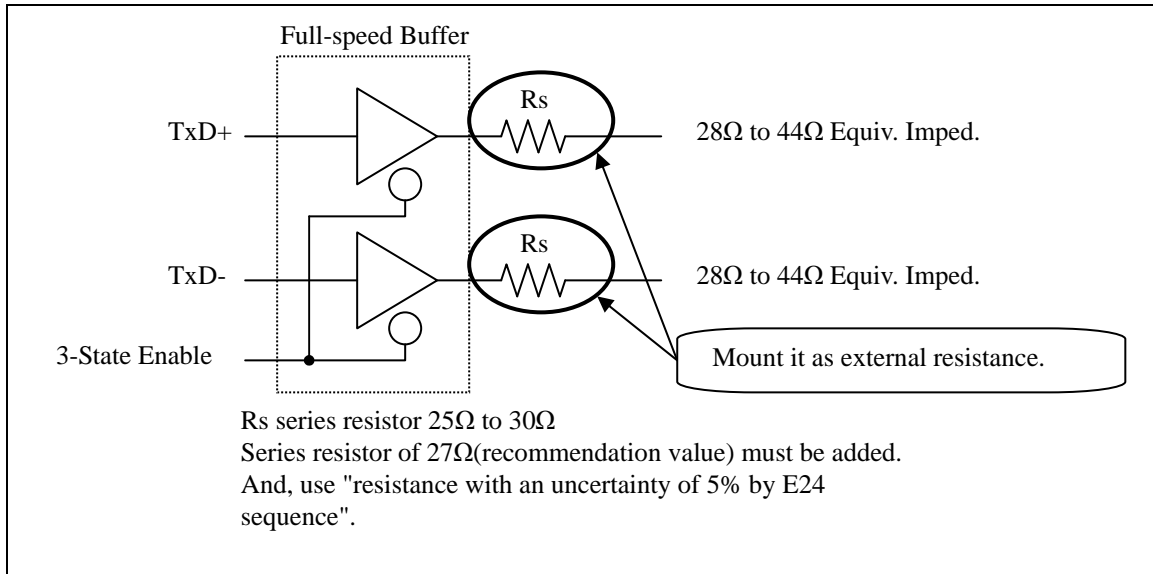 Full-speed Buffer
Rs
TxD+
28Ω to 44Ω Equiv. Imped.
Rs
TxD-
28Ω to 44Ω Equiv. Imped.
3-State Enable
Mount it as external resistance.
Rs series resistor 25Ω to 30Ω
Series resistor of 27Ω(recommendation value) must be added.
And, use "resistance with an uncertainty of 5% by E24
sequence".